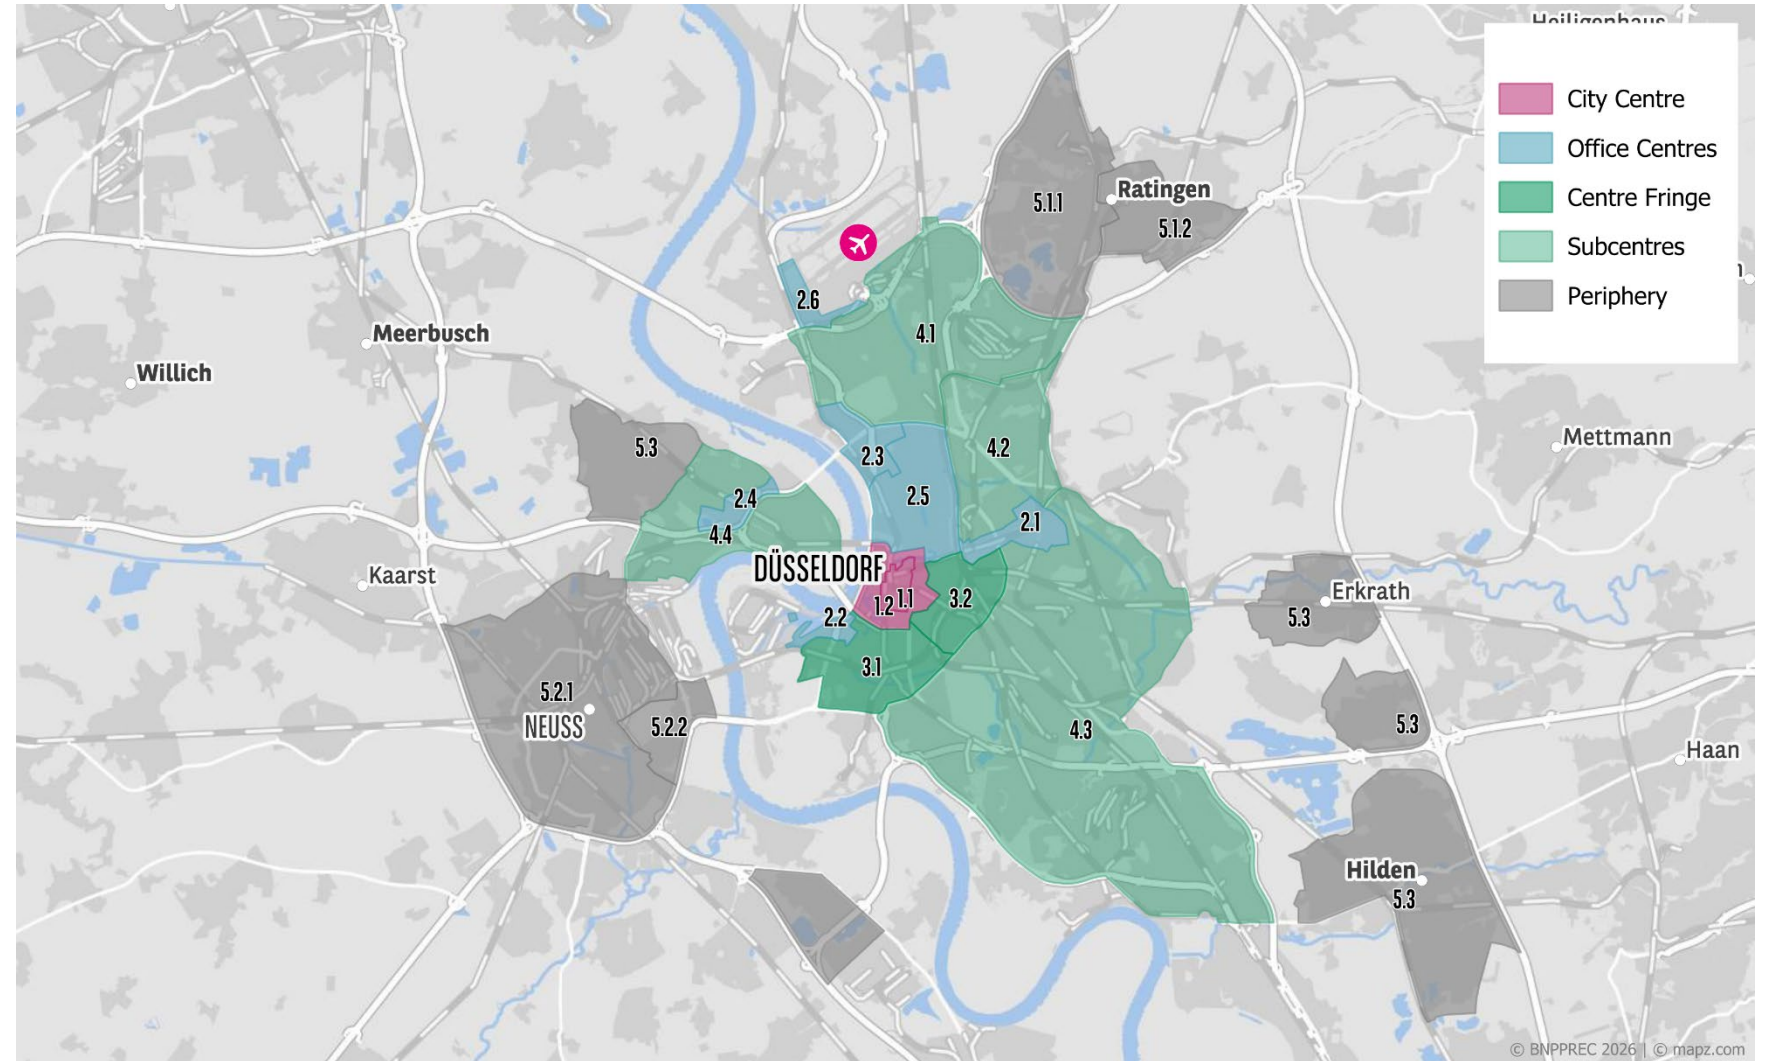 Heiligenhaus
City Centre
Office Centres
Centre Fringe
Subcentres
Periphery
Ratingen
5.1.1
5.1.2
2.6
4.1
Meerbusch
Willich
5.3
2.3
4.2
Mettmann
2.4
2.5
2.1
4.4
DÜSSELDORF
Kaarst
1.2
1.1
3.2
Erkrath
5.3
2.2
3.1
5.2.1
NEUSS
5.2.2
4.3
5.3
Haan
Hilden
5.3
© BNPPREC 2026 | © mapz.com